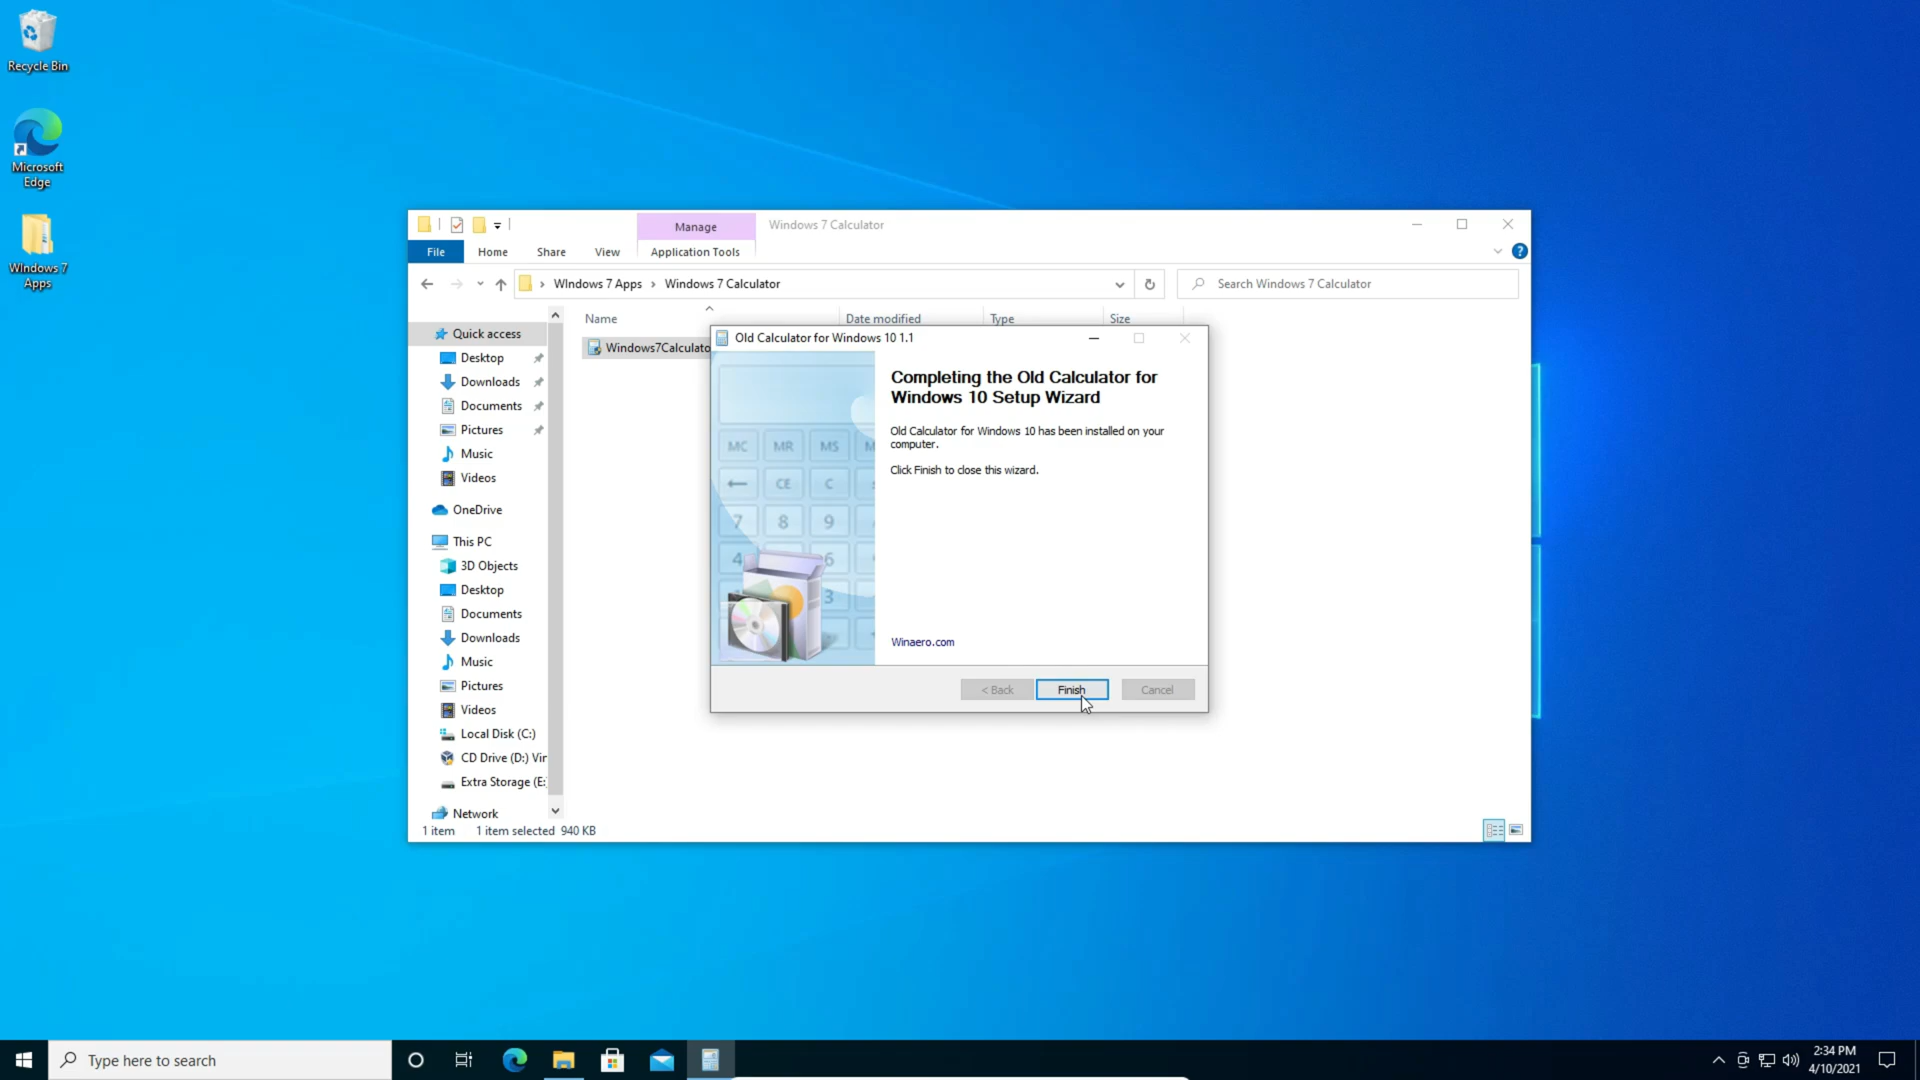 Recycle Bin
Microsoft
Edge
WIndows 7
Apps
Manage
Windows 7 Calculator
File
Home
Share
View
Application Tools
WIndows 7 Apps
Windows 7 Calculator
Search Windows 7 Calculator
Quick access
Desktop
Downloads
Documents
Pictures
Music
Videos
OneDrive
This PC
3D Objects
Desktop
Documents
Downloads
Music
Pictures
Videos
Local Disk (C:)
CD Drive (D:) Vir
Extra Storage (E:
Network
Name
Date modified
Type
Size
Windows7Calculato
Old Calculator for Windows 10 1.1
MC MR MS M
CE C
7 8 9
4 6
3
Completing the Old Calculator for
Windows 10 Setup Wizard
Old Calculator for Windows 10 has been installed on your
computer.
Click Finish to close this wizard.
Winaero.com
< Back
Finish
Cancel
1 item
1 item selected 940 KB
Type here to search
2:34 PM
4/10/2021